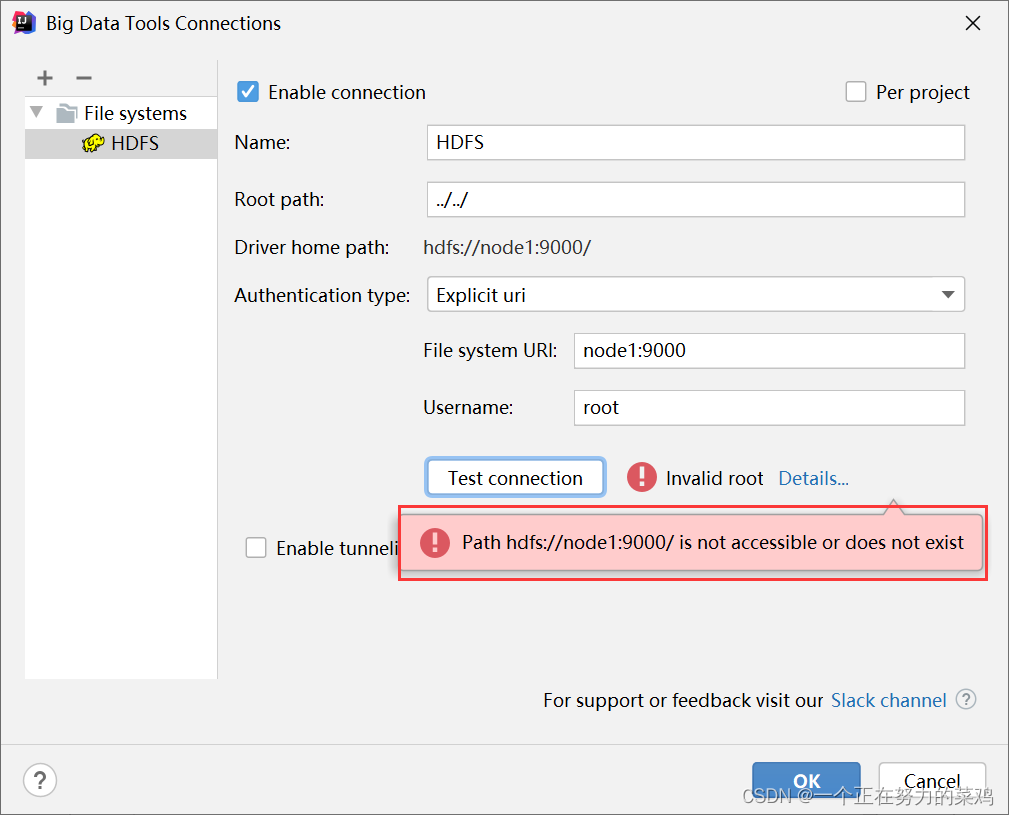 Big Data Tools Connections
File systems
HDFS
Enable connection
Per project
Name:
HDFS
Root path:
../../
Driver home path:
hdfs://node1:9000/
Authentication type:
Explicit uri
File system URI:
node1:9000
Username:
root
Test connection
Invalid root
Details...
Enable tunneli
Path hdfs://node1:9000/ is not accessible or does not exist
For support or feedback visit our Slack channel
?
?
OK
Cancel
CSDN @一个正在努力的菜鸡